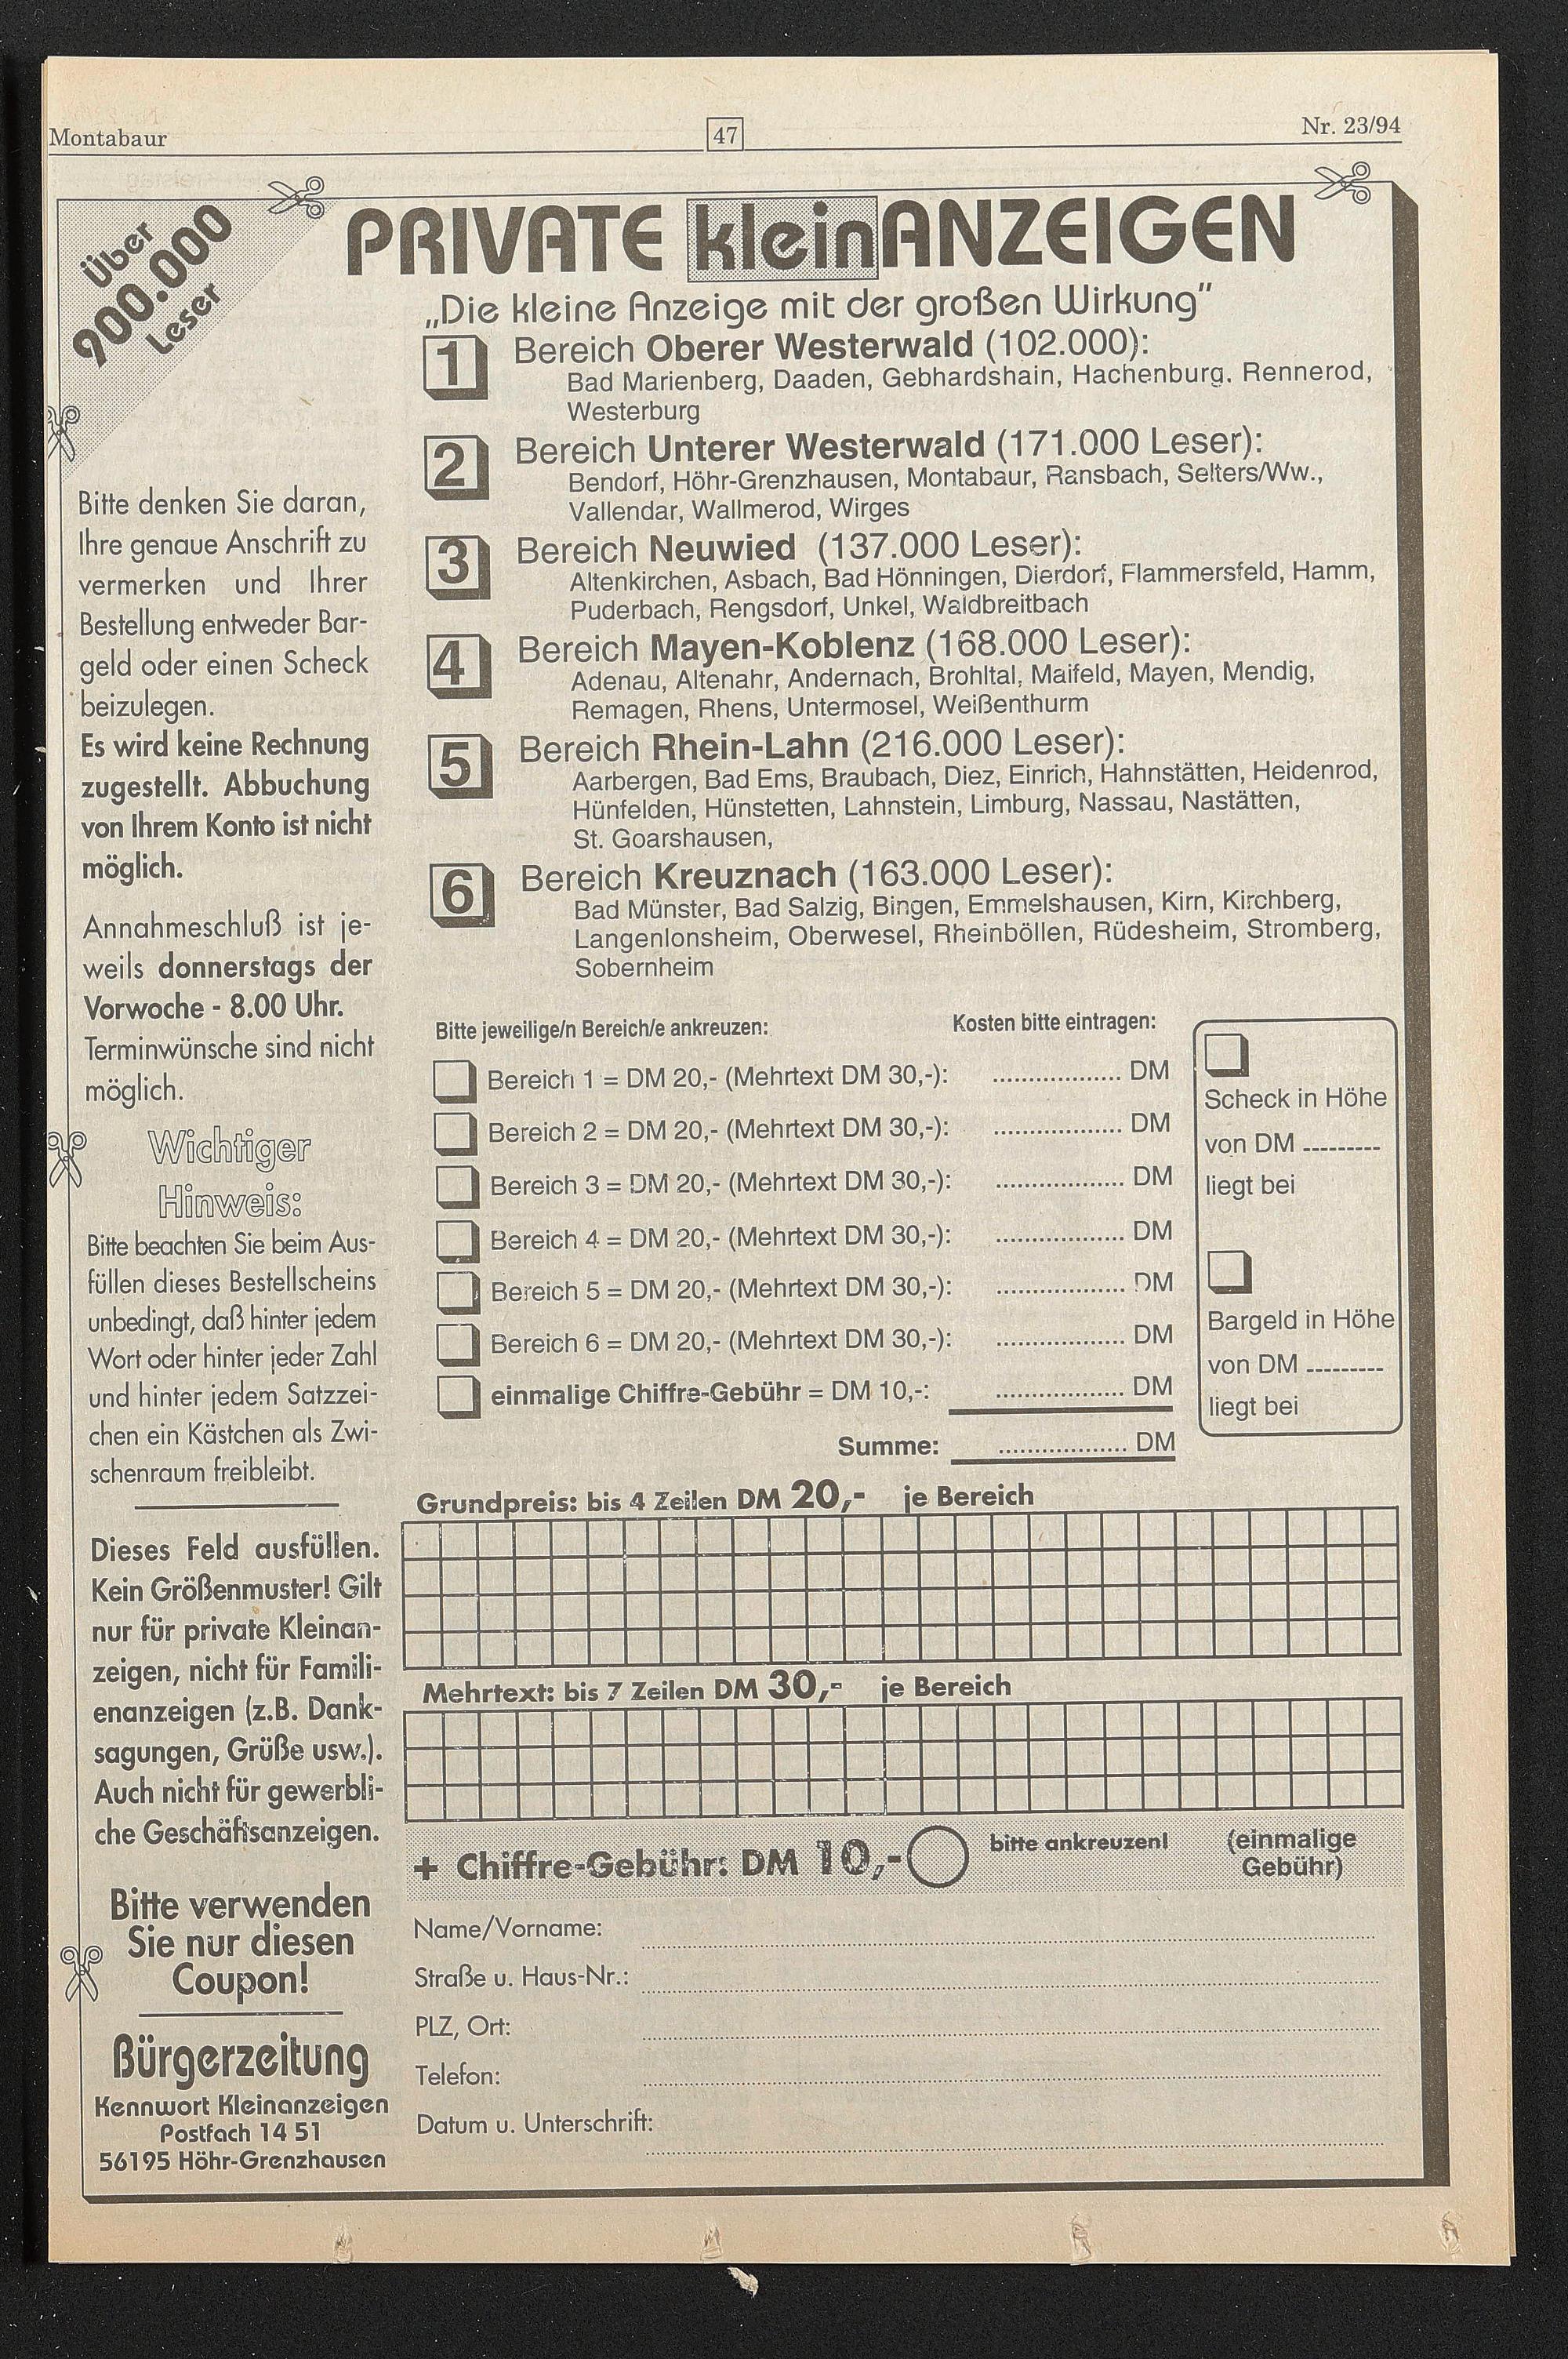 Montabaur
47
Nr. 23/94
Über
900.000
Leser
PRIVATE kleinANZEIGEN
„Die kleine Anzeige mit der großen Wirkung"
1 Bereich Oberer Westerwald (102.000):
Bad Marienberg, Daaden, Gebhardshain, Hachenburg. Rennerod,
Westerburg
2 Bereich Unterer Westerwald (171.000 Leser):
Bendorf, Höhr-Grenzhausen, Montabaur, Ransbach, Selters/Ww.,
Vallendar, Wallmerod, Wirges
3 Bereich Neuwied (137.000 Leser):
Altenkirchen, Asbach, Bad Hönningen, Dierdorf, Flammersfeld, Hamm,
Puderbach, Rengsdorf, Unkel, Waldbreitbach
4 Bereich Mayen-Koblenz (168.000 Leser):
Adenau, Altenahr, Andernach, Brohltal, Maifeld, Mayen, Mendig,
Remagen, Rhens, Untermosel, Weißenthurm
5 Bereich Rhein-Lahn (216.000 Leser):
Aarbergen, Bad Ems, Braubach, Diez, Einrich, Hahnstätten, Heidenrod,
Hünfelden, Hünstetten, Lahnstein, Limburg, Nassau, Nastätten,
St. Goarshausen,
6 Bereich Kreuznach (163.000 Leser):
Bad Münster, Bad Salzig, Bingen, Emmelshausen, Kirn, Kirchberg,
Langenlonsheim, Oberwesel, Rheinböllen, Rüdesheim, Stromberg,
Sobernheim
Bitte denken Sie daran,
Ihre genaue Anschrift zu
vermerken und Ihrer
Bestellung entweder Bar-
geld oder einen Scheck
beizulegen.
Es wird keine Rechnung
zugestellt. Abbuchung
von Ihrem Konto ist nicht
möglich.
Annahmeschluß ist je-
weils donnerstags der
Vorwoche - 8.00 Uhr.
Terminwünsche sind nicht
möglich.
Wichtiger
Hinweis:
Bitte beachten Sie beim Aus-
füllen dieses Bestellscheins
unbedingt, daß hinter jedem
Wort oder hinter jeder Zahl
und hinter jedem Satzzei-
chen ein Kästchen als Zwi-
schenraum freibleibt.
Dieses Feld ausfüllen.
Kein Größenmuster! Gilt
nur für private Kleinan-
zeigen, nicht für Famili-
enanzeigen (z.B. Dank-
sagungen, Grüße usw.).
Auch nicht für gewerbli-
che Geschäftsanzeigen.
Bitte verwenden
Sie nur diesen
Coupon!
Bürgerzeitung
Kennwort Kleinanzeigen
Postfach 14 51
56195 Höhr-Grenzhausen
Bitte jeweilige/n Bereich/e ankreuzen: Kosten bitte eintragen:
Bereich 1 = DM 20,- (Mehrtext DM 30,-): ................... DM
Bereich 2 = DM 20,- (Mehrtext DM 30,-): ................... DM
Bereich 3 = DM 20,- (Mehrtext DM 30,-): ................... DM
Bereich 4 = DM 20,- (Mehrtext DM 30,-): ................... DM
Bereich 5 = DM 20,- (Mehrtext DM 30,-): ................... DM
Bereich 6 = DM 20,- (Mehrtext DM 30,-): ................... DM
einmalige Chiffre-Gebühr = DM 10,-: ................... DM
Summe: ................... DM
Scheck in Höhe
von DM ---------
liegt bei
Bargeld in Höhe
von DM ---------
liegt bei
Grundpreis: bis 4 Zeilen DM 20,- je Bereich
Mehrtext: bis 7 Zeilen DM 30,- je Bereich
+ Chiffre-Gebühr: DM 10,- bitte ankreuzen! (einmalige
Gebühr)
Name/Vorname:
Straße u. Haus-Nr.:
PLZ, Ort:
Telefon:
Datum u. Unterschrift: